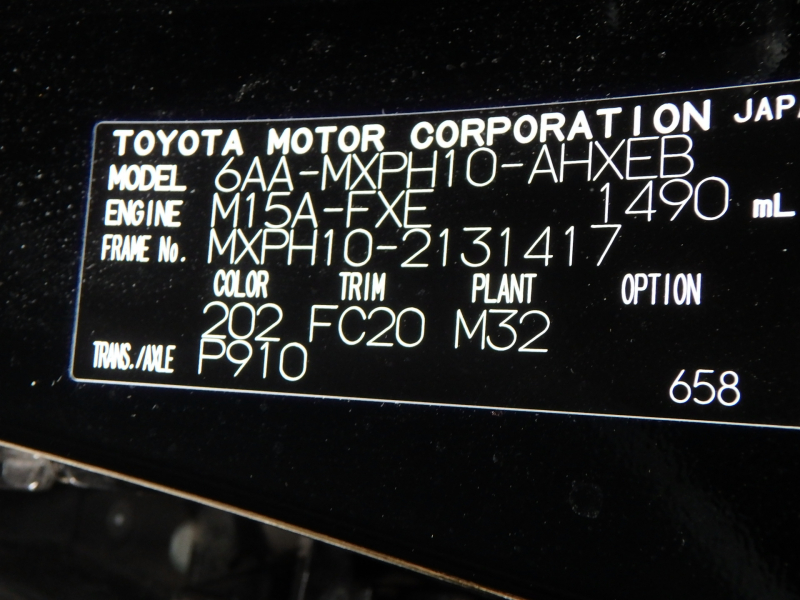 TOYOTA MOTOR CORPORATION JAPA
MODEL 6AA-MXPH10-AHXEB
ENGINE M15A-FXE 1490 mL
FRAME No. MXPH10-2131417
COLOR TRIM PLANT OPTION
202 FC20 M32
TRANS./AXLE P910
658